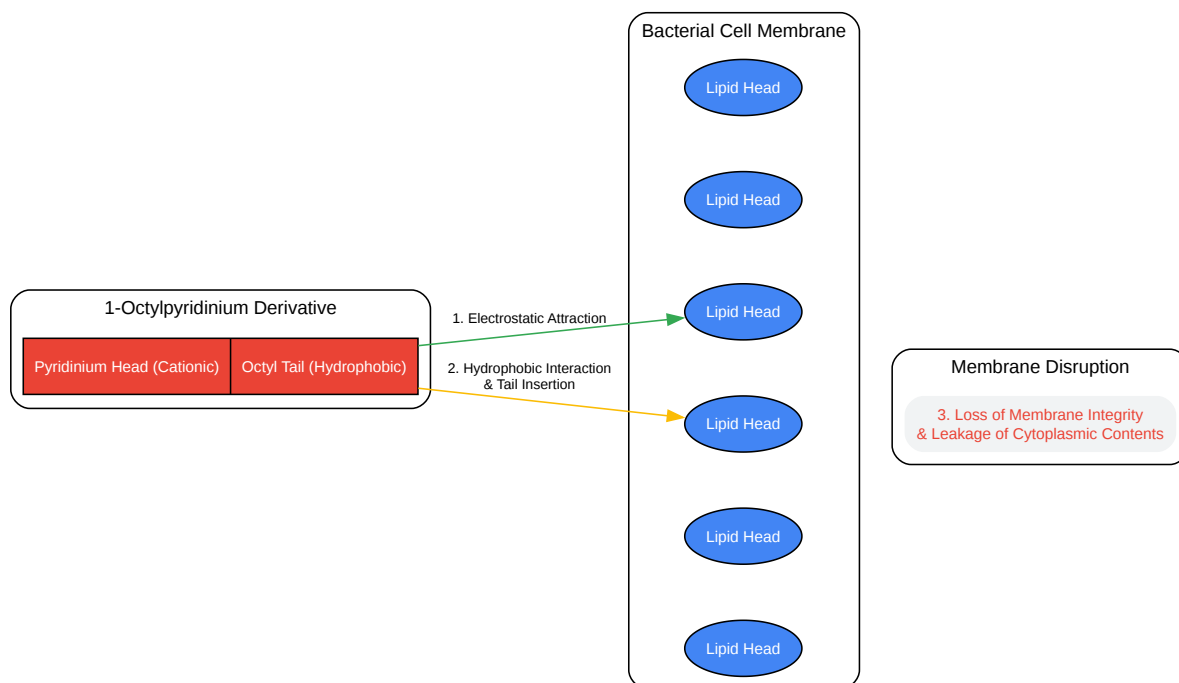 Bacterial Cell Membrane
Lipid Head
Lipid Head
Lipid Head
Lipid Head
Lipid Head
Lipid Head
1-Octylpyridinium Derivative
Pyridinium Head (Cationic)
Octyl Tail (Hydrophobic)
1. Electrostatic Attraction
2. Hydrophobic Interaction
& Tail Insertion
Membrane Disruption
3. Loss of Membrane Integrity
& Leakage of Cytoplasmic Contents